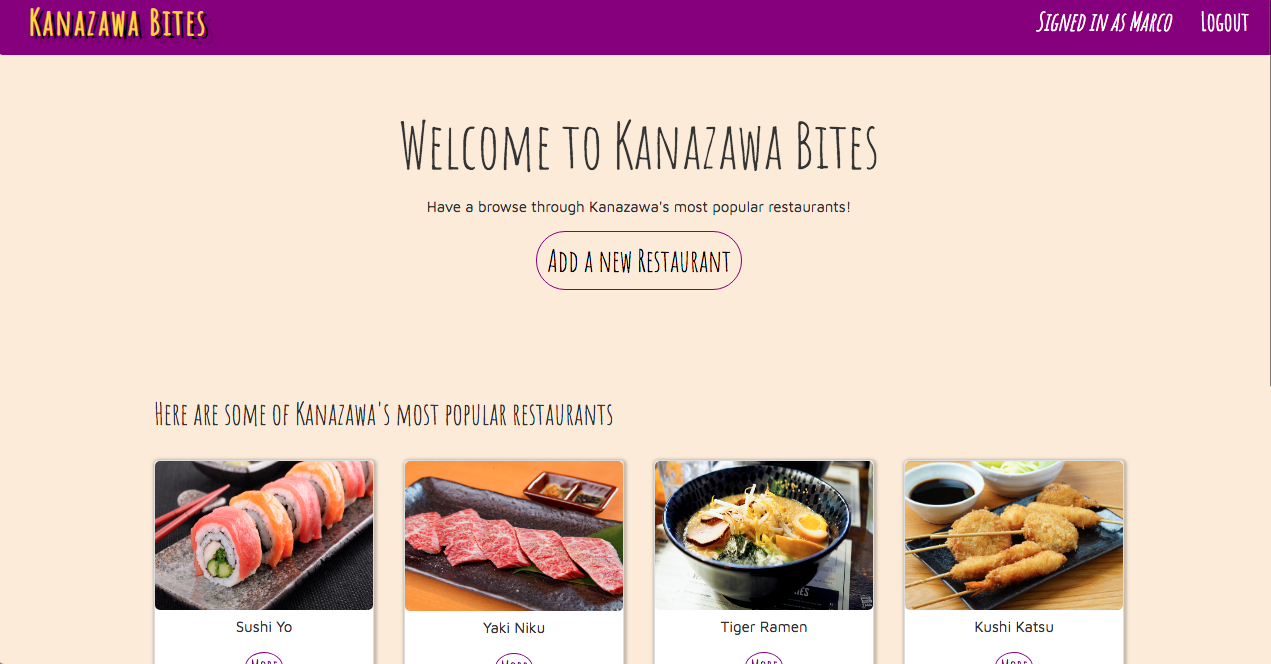 Kanazawa Bites
Signed in as Marco Logout
Welcome to Kanazawa Bites
Have a browse through Kanazawa's most popular restaurants!
Add a new Restaurant
Here are some of Kanazawa's most popular restaurants
Sushi Yo
Yaki Niku
Tiger Ramen
Kushi Katsu
More
More
More
More